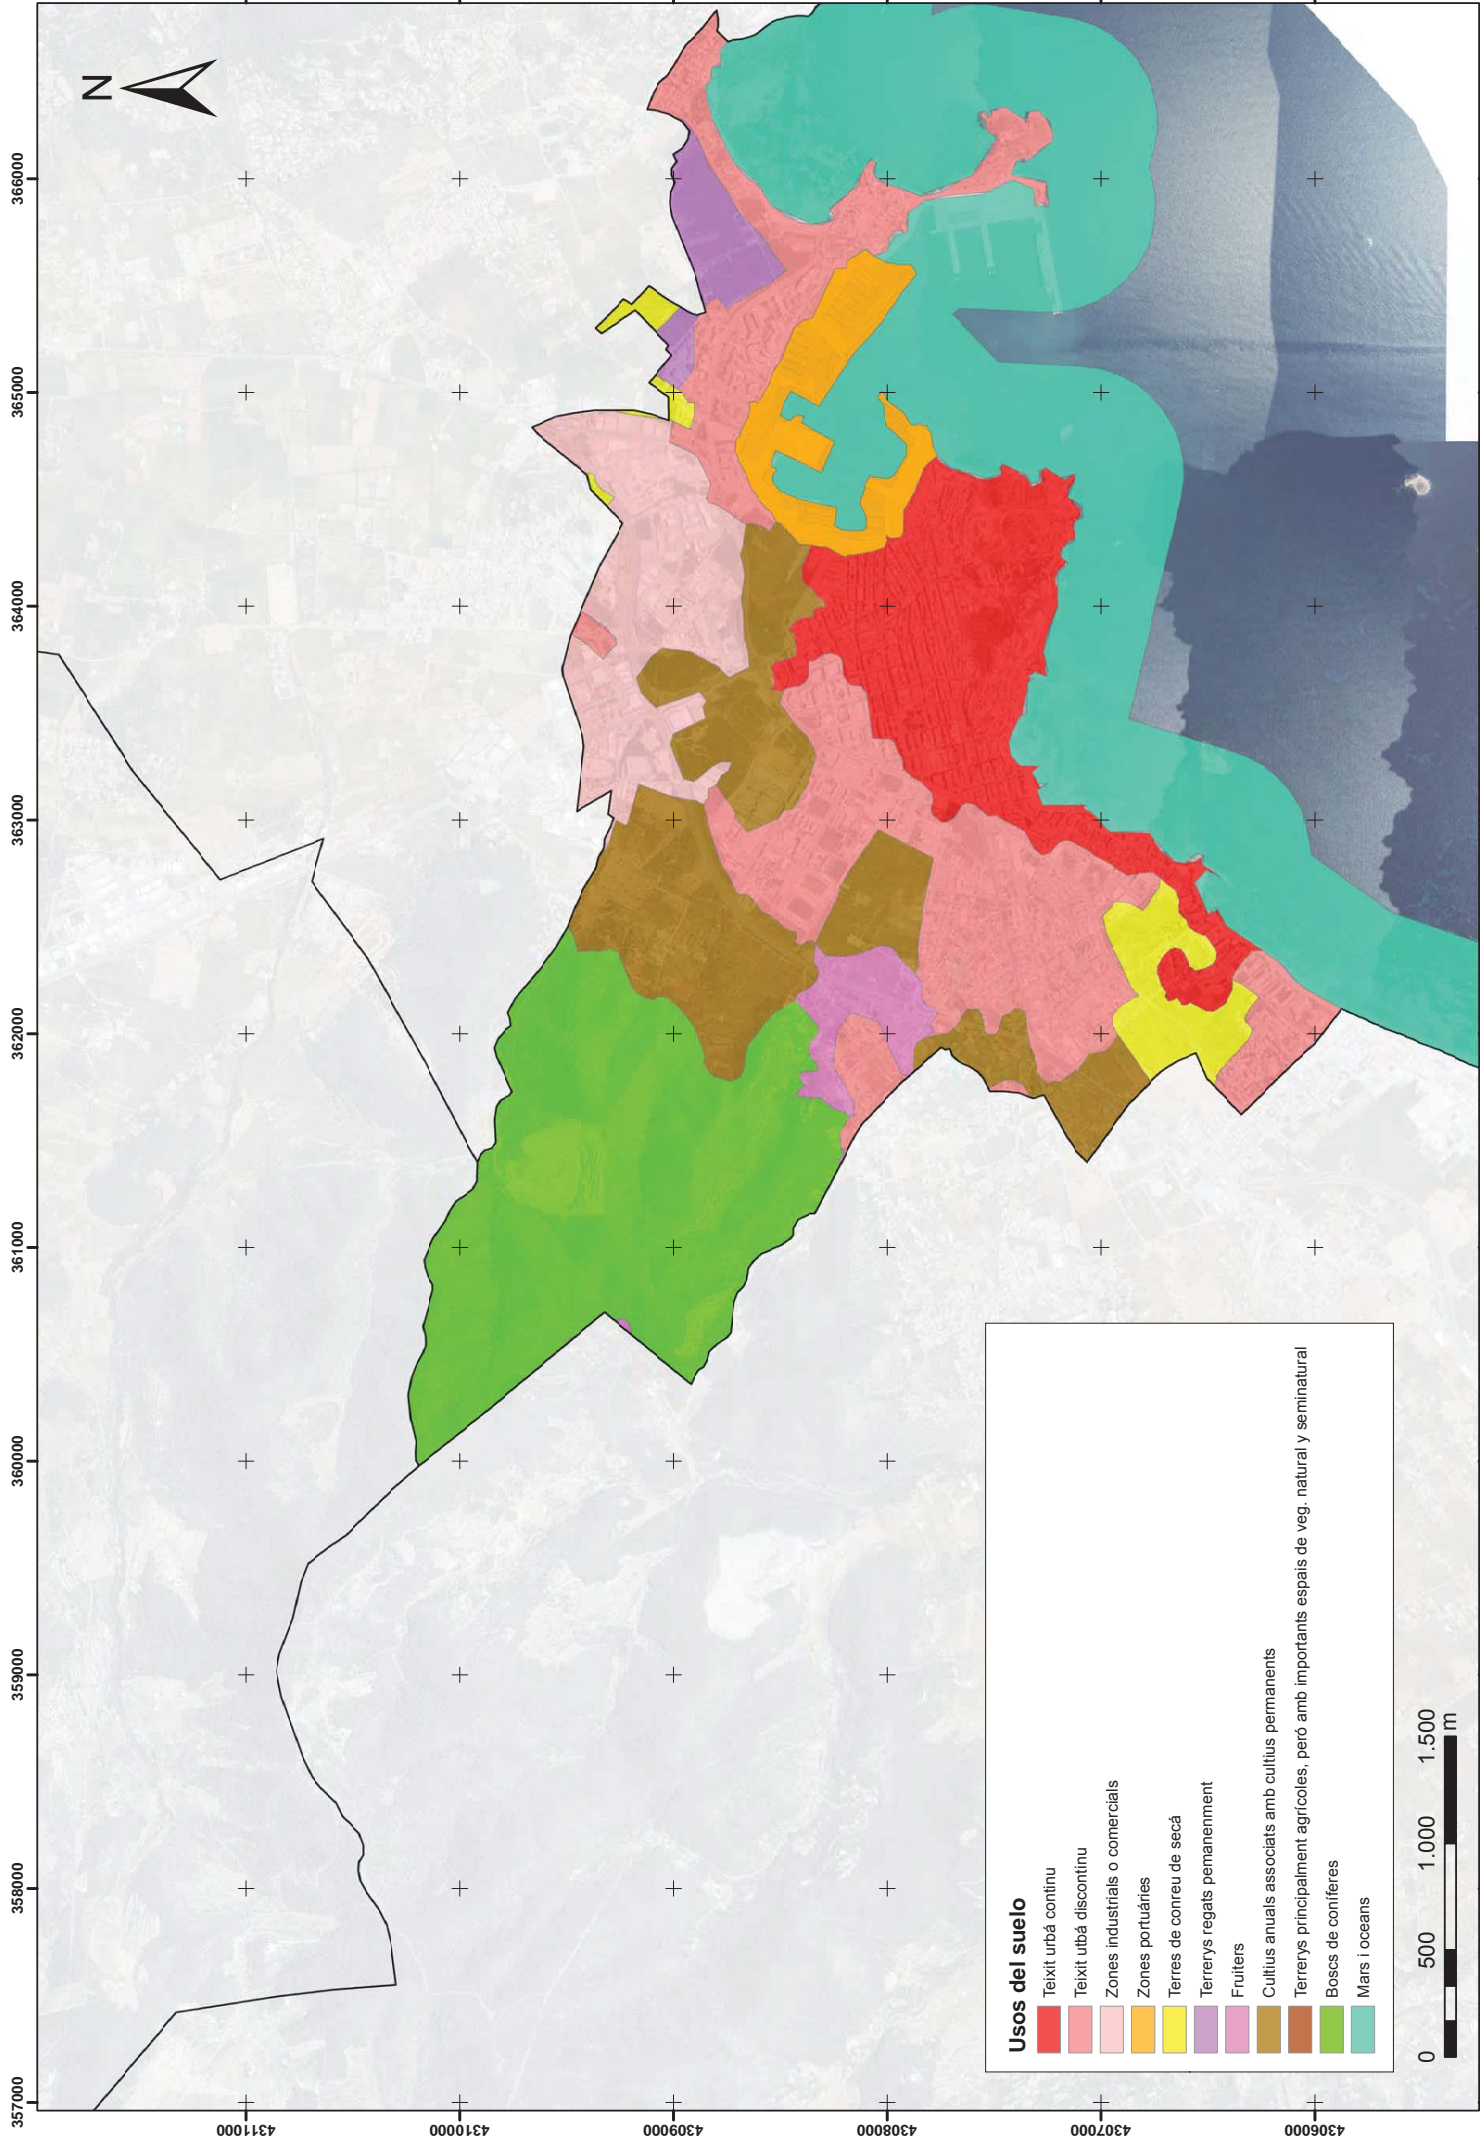 N
357000
358000
359000
360000
361000
362000
363000
364000
365000
366000
4311000
4310000
4309000
4308000
4307000
4306000
Usos del suelo
Teixit urbá continu
Teixit utbá discontinu
Zones industrials o comercials
Zones portuáries
Terres de conreu de secá
Terrerys regats pemanenment
Fruiters
Cultius anuals associats amb cultius permanents
Terrerys principalment agrícoles, peró amb importants espais de veg. natural y seminatural
Boscs de coníferes
Mars i oceans
0 500 1.000 1.500
m